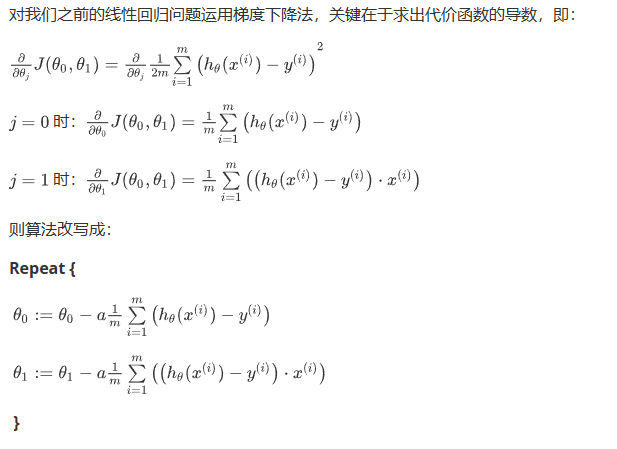 对我们之前的线性回归问题运用梯度下降法，关键在于求出代价函数的导数，即：
$\frac{\partial}{\partial\theta_j}J(\theta_0,\theta_1)=\frac{\partial}{\partial\theta_j}\frac{1}{2m}\sum_{i=1}^{m}\left(h_\theta(x^{(i)})-y^{(i)}\right)^2$
$j=0$ 时：$\frac{\partial}{\partial\theta_0}J(\theta_0,\theta_1)=\frac{1}{m}\sum_{i=1}^{m}\left(h_\theta(x^{(i)})-y^{(i)}\right)$
$j=1$ 时：$\frac{\partial}{\partial\theta_1}J(\theta_0,\theta_1)=\frac{1}{m}\sum_{i=1}^{m}\left((h_\theta(x^{(i)})-y^{(i)})\cdot x^{(i)}\right)$
则算法改写成：
Repeat {
$\theta_0:=\theta_0-a\frac{1}{m}\sum_{i=1}^{m}\left(h_\theta(x^{(i)})-y^{(i)}\right)$
$\theta_1:=\theta_1-a\frac{1}{m}\sum_{i=1}^{m}\left((h_\theta(x^{(i)})-y^{(i)})\cdot x^{(i)}\right)$
}